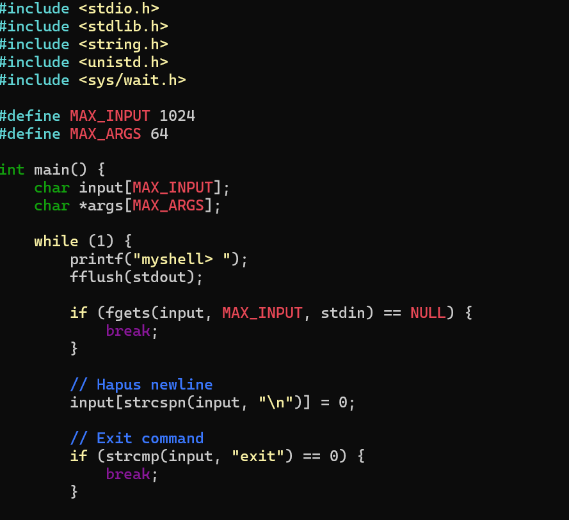 #include <stdio.h>
#include <stdlib.h>
#include <string.h>
#include <unistd.h>
#include <sys/wait.h>

#define MAX_INPUT 1024
#define MAX_ARGS 64

int main() {
    char input[MAX_INPUT];
    char *args[MAX_ARGS];

    while (1) {
        printf("myshell> ");
        fflush(stdout);

        if (fgets(input, MAX_INPUT, stdin) == NULL) {
            break;
        }

        // Hapus newline
        input[strcspn(input, "\n")] = 0;

        // Exit command
        if (strcmp(input, "exit") == 0) {
            break;
        }